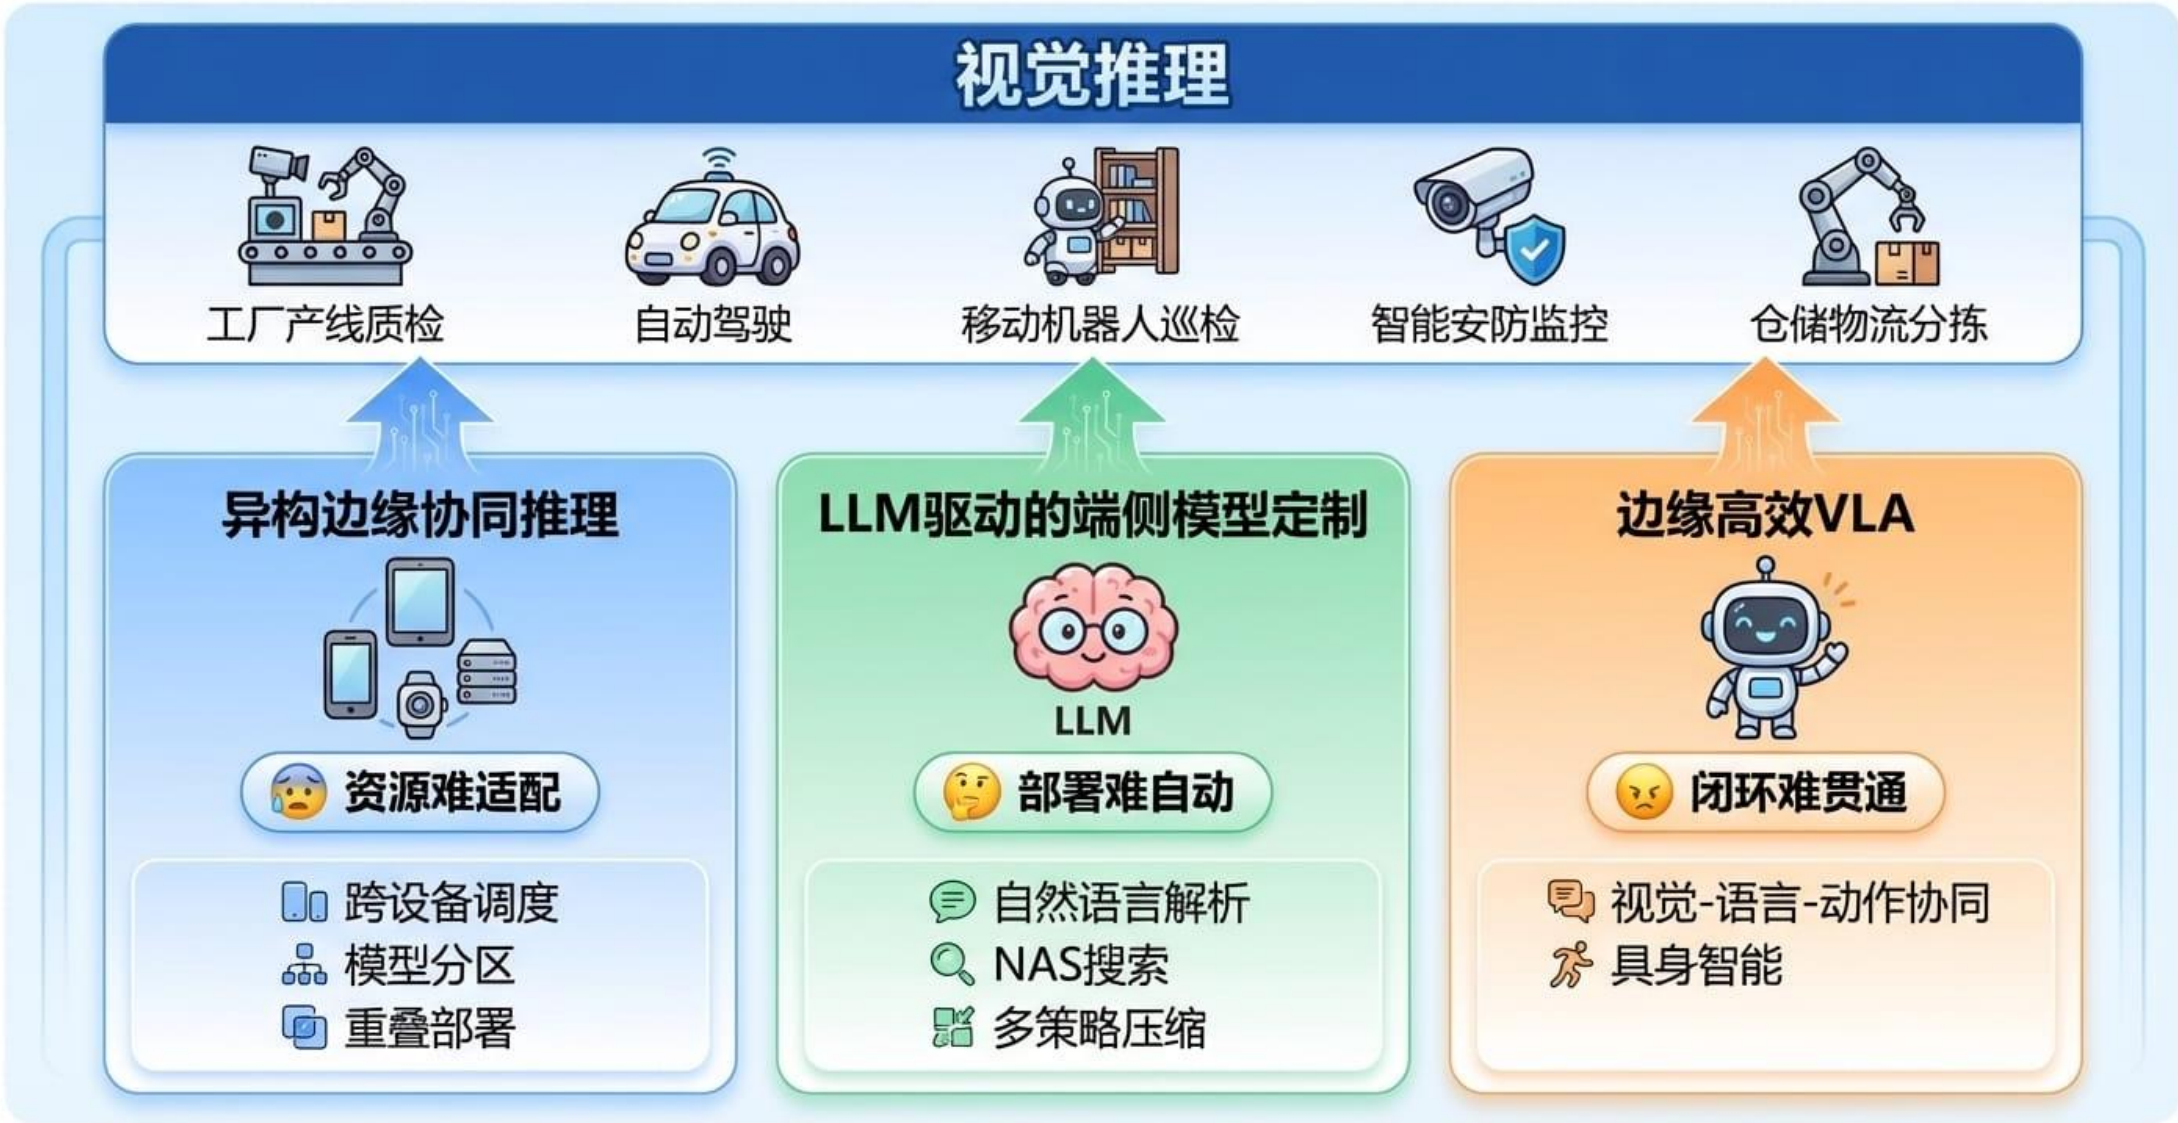 视觉推理
工厂产线质检
自动驾驶
移动机器人巡检
智能安防监控
仓储物流分拣
异构边缘协同推理
资源难适配
跨设备调度
模型分区
重叠部署
LLM驱动的端侧模型定制
LLM
部署难自动
自然语言解析
NAS搜索
多策略压缩
边缘高效VLA
闭环难贯通
视觉-语言-动作协同
具身智能